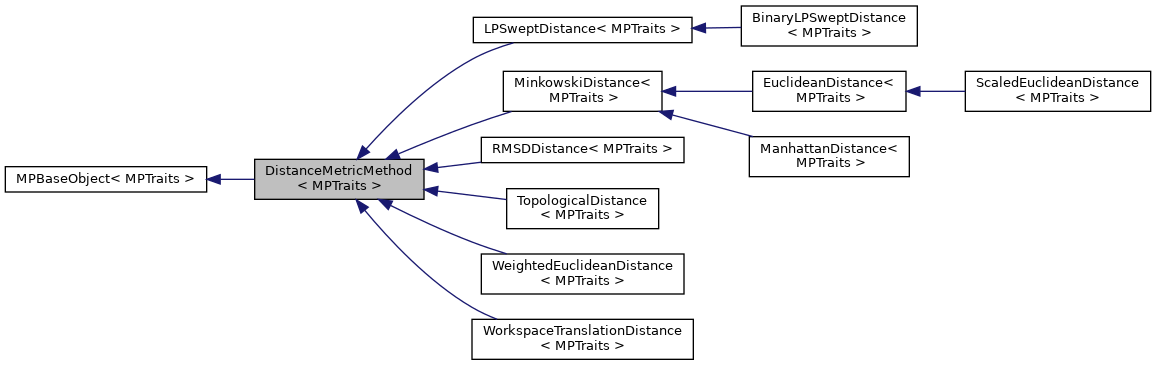 MPBaseObject< MPTraits >
DistanceMetricMethod
< MPTraits >
LPSweptDistance< MPTraits >
BinaryLPSweptDistance
< MPTraits >
MinkowskiDistance<
MPTraits >
EuclideanDistance<
MPTraits >
ScaledEuclideanDistance
< MPTraits >
ManhattanDistance<
MPTraits >
RMSDDistance< MPTraits >
TopologicalDistance
< MPTraits >
WeightedEuclideanDistance
< MPTraits >
WorkspaceTranslationDistance
< MPTraits >